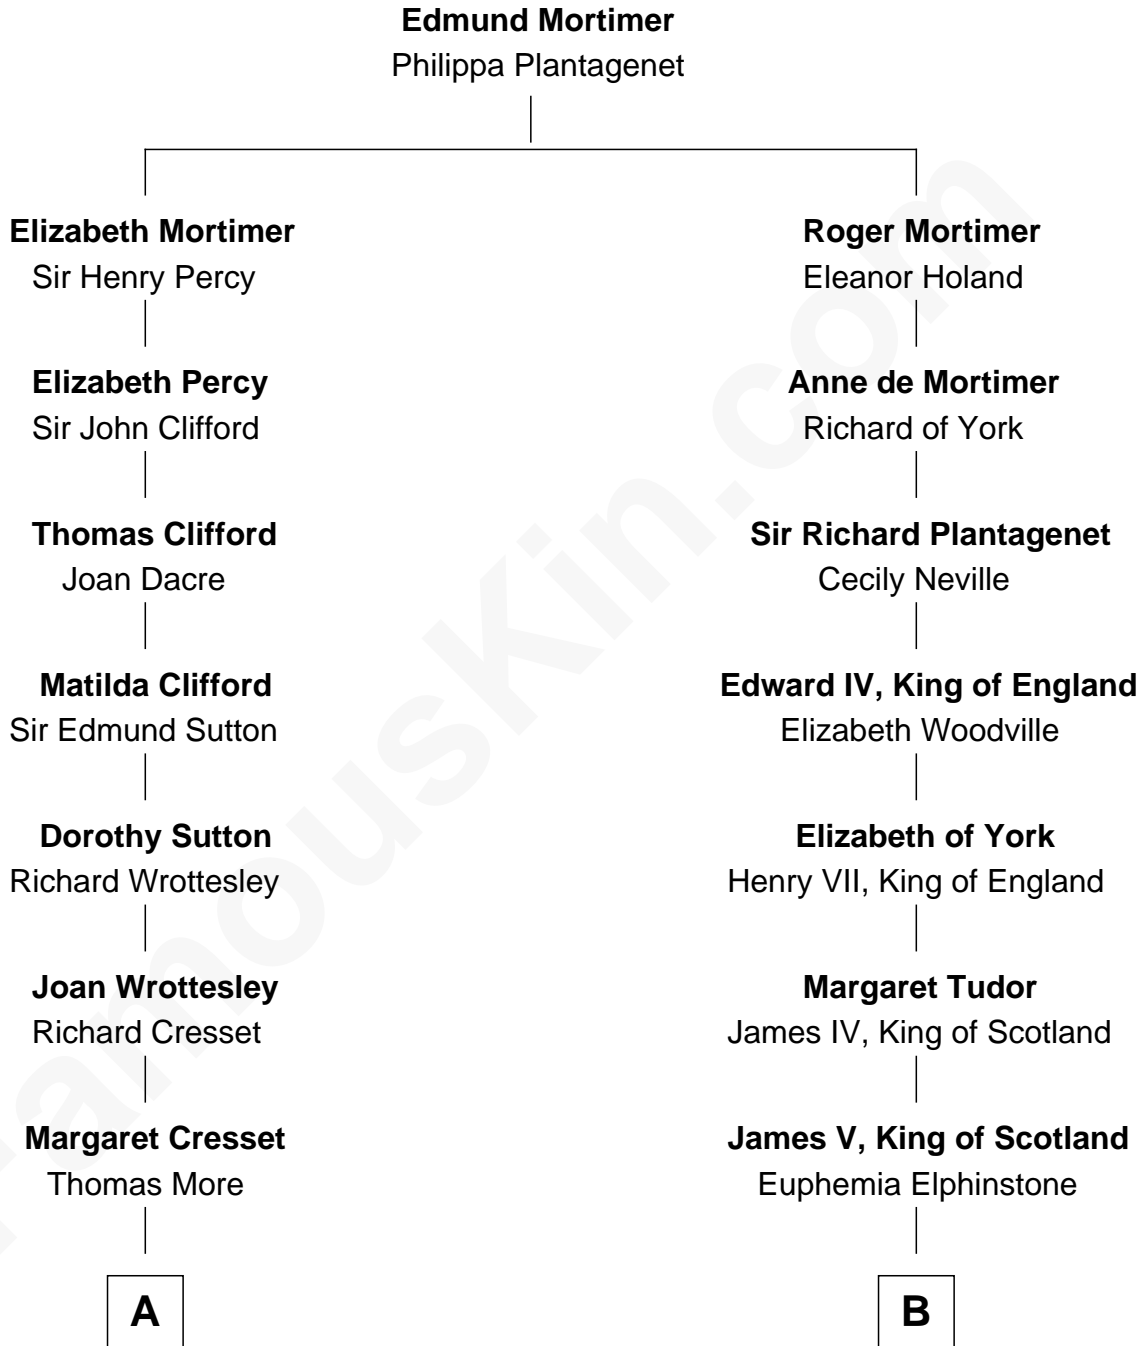 Edmund Mortimer
Philippa Plantagenet
Elizabeth Mortimer
Sir Henry Percy
Roger Mortimer
Eleanor Holand
Elizabeth Percy
Sir John Clifford
Anne de Mortimer
Richard of York
Thomas Clifford
Joan Dacre
Sir Richard Plantagenet
Cecily Neville
Matilda Clifford
Sir Edmund Sutton
Edward IV, King of England
Elizabeth Woodville
Dorothy Sutton
Richard Wrottesley
Elizabeth of York
Henry VII, King of England
Joan Wrottesley
Richard Cresset
Margaret Tudor
James IV, King of Scotland
Margaret Cresset
Thomas More
James V, King of Scotland
Euphemia Elphinstone
A
B
FamousKin.com